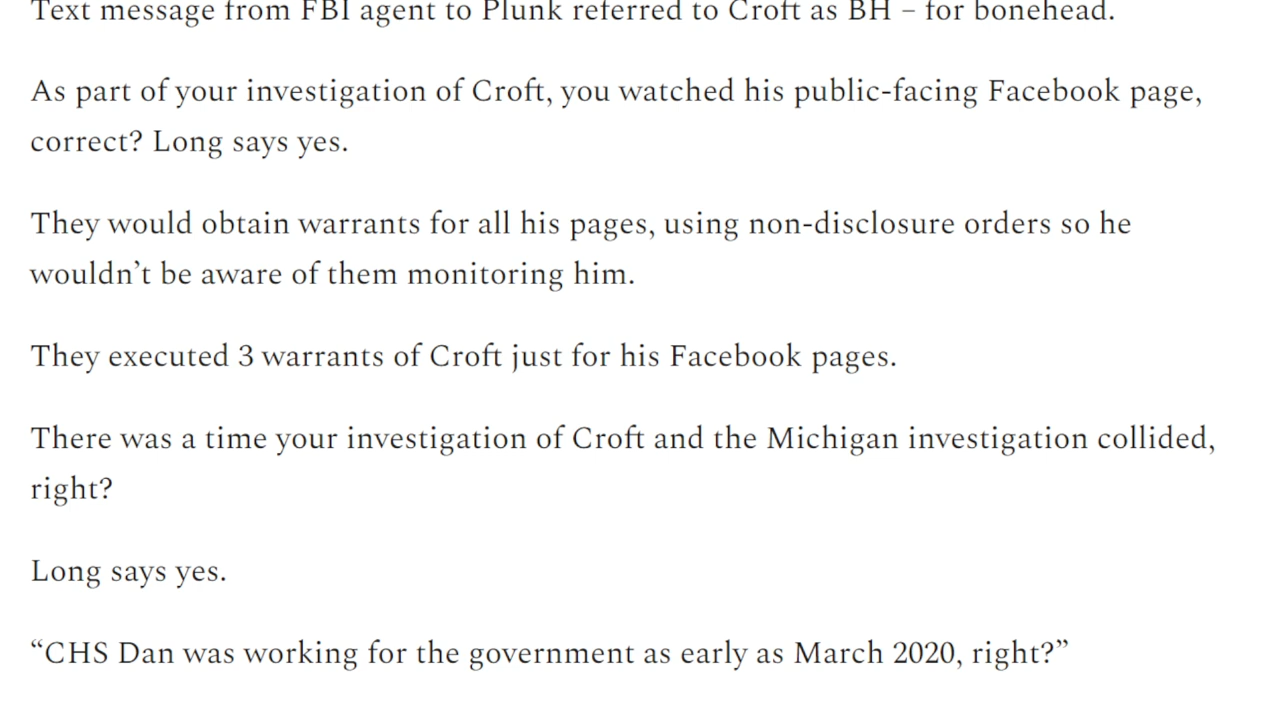 Text message from FBI agent to Plunk referred to Croft as BH – for bonehead.
As part of your investigation of Croft, you watched his public-facing Facebook page,
correct? Long says yes.
They would obtain warrants for all his pages, using non-disclosure orders so he
wouldn’t be aware of them monitoring him.
They executed 3 warrants of Croft just for his Facebook pages.
There was a time your investigation of Croft and the Michigan investigation collided,
right?
Long says yes.
“CHS Dan was working for the government as early as March 2020, right?”